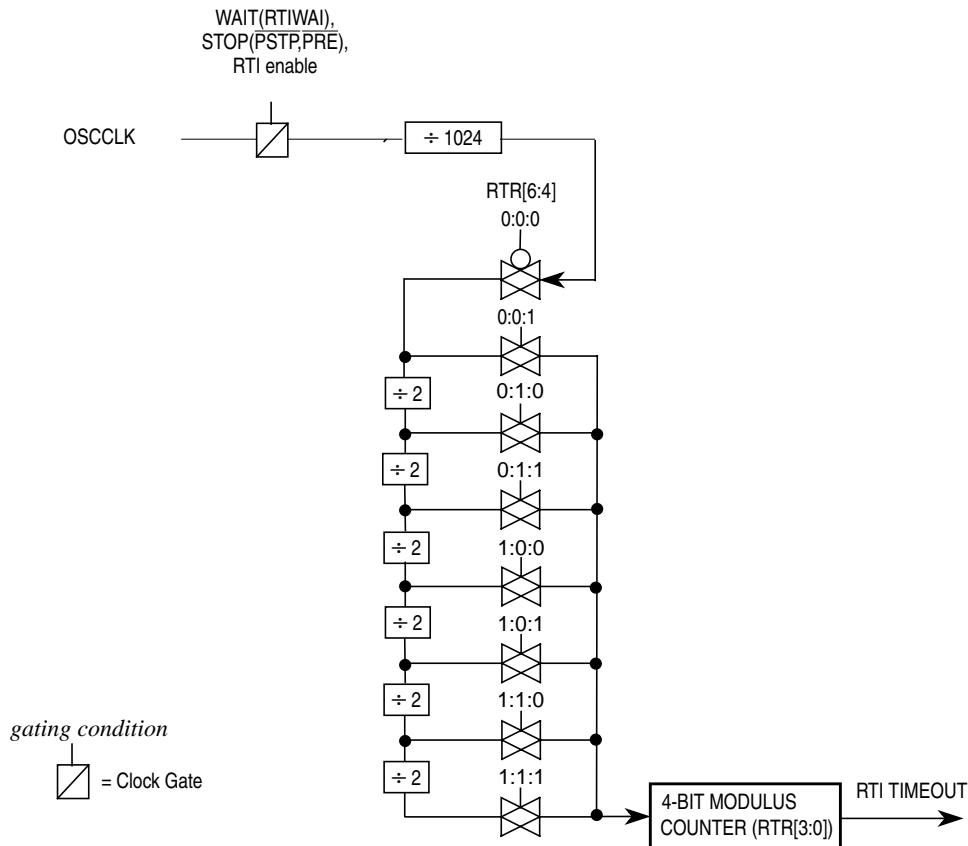 WAIT(RTIWAI),
STOP(PSTP,PRE),
RTI enable
OSCCLK
÷ 1024
RTR[6:4]
0:0:0
0:0:1
÷ 2
0:1:0
÷ 2
0:1:1
÷ 2
1:0:0
÷ 2
1:0:1
÷ 2
1:1:0
÷ 2
1:1:1
gating condition
= Clock Gate
4-BIT MODULUS
COUNTER (RTR[3:0])
RTI TIMEOUT